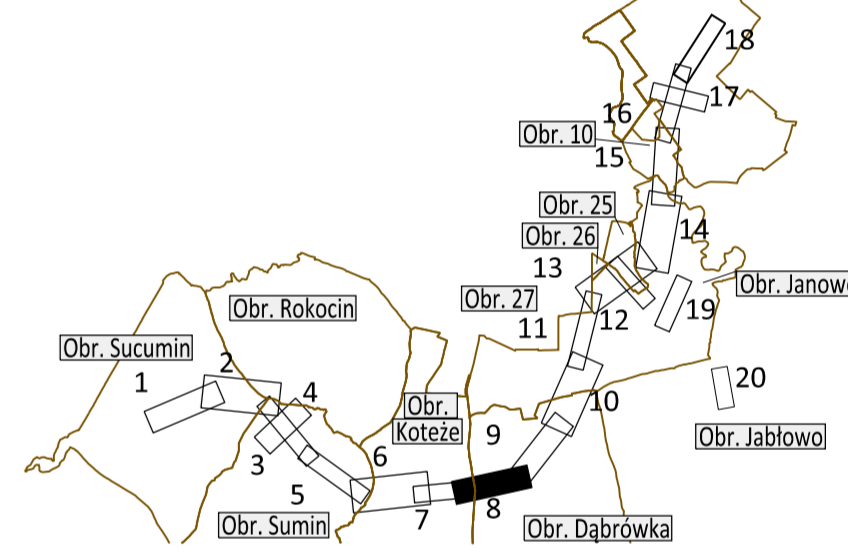 18
17
16
Obr. 10
15
Obr. 25
14
Obr. 26
13
Obr. Janowo
Obr. 27
Obr. Rokocin
19
12
11
Obr. Sucumin
2
20
1
4
10
Obr.
Koteże
9
Obr. Jabłowo
6
3
5
8
7
Obr. Sumin
Obr. Dąbrówka